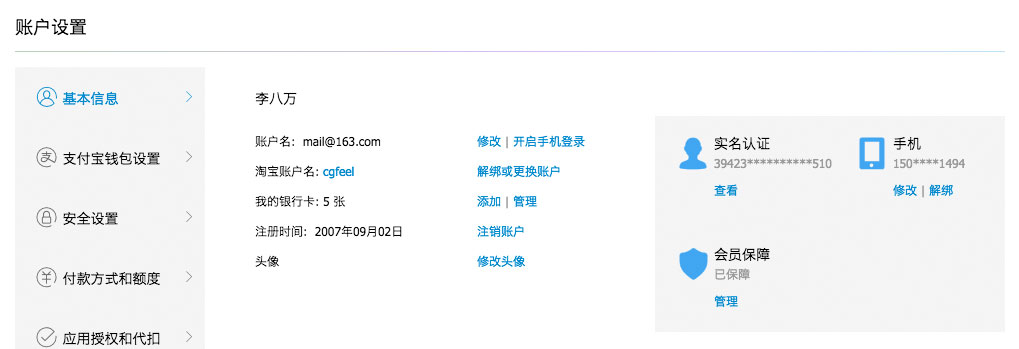 账户设置
基本信息
支付宝钱包设置
安全设置
付款方式和额度
应用授权和代扣
李八万
账户名: mail@163.com 修改 | 开启手机登录
淘宝账户名: cgfeel 解绑或更换账户
我的银行卡: 5 张 添加 | 管理
注册时间: 2007年09月02日 注销账户
头像 修改头像
实名认证
39423**********510
查看
手机
150****1494
修改 | 解绑
会员保障
已保障
管理